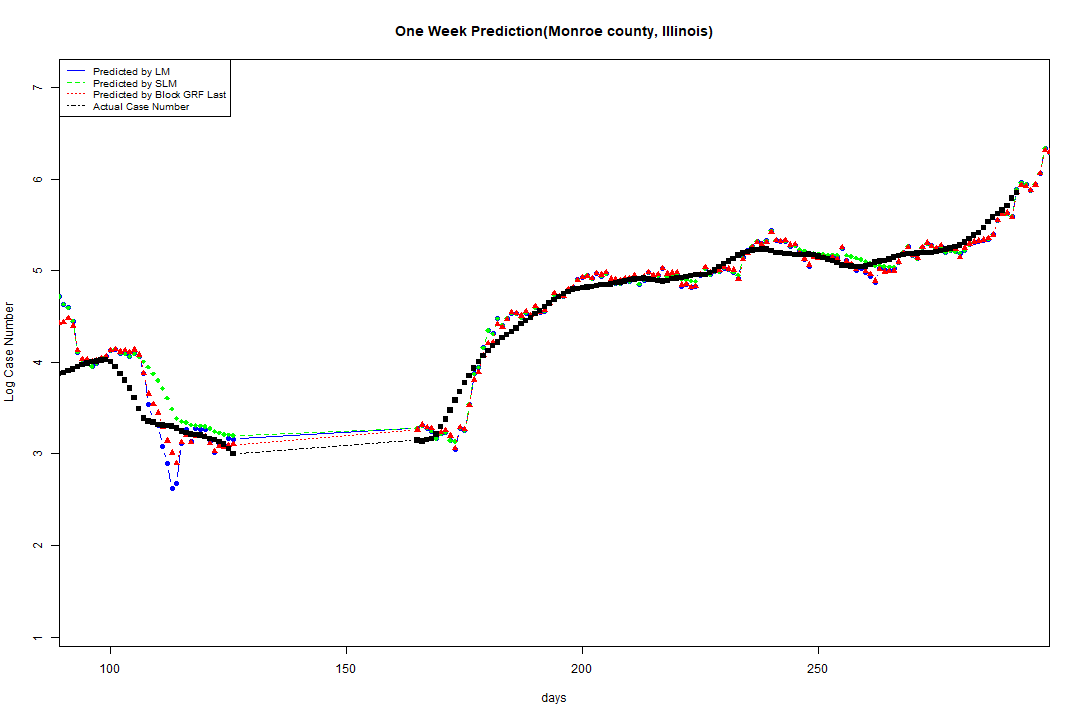 One Week Prediction(Monroe county, Illinois)
Predicted by LM
Predicted by SLM
Predicted by Block GRF Last
Actual Case Number
7
6
5
4
3
2
1
Log Case Number
100 150 200 250
days